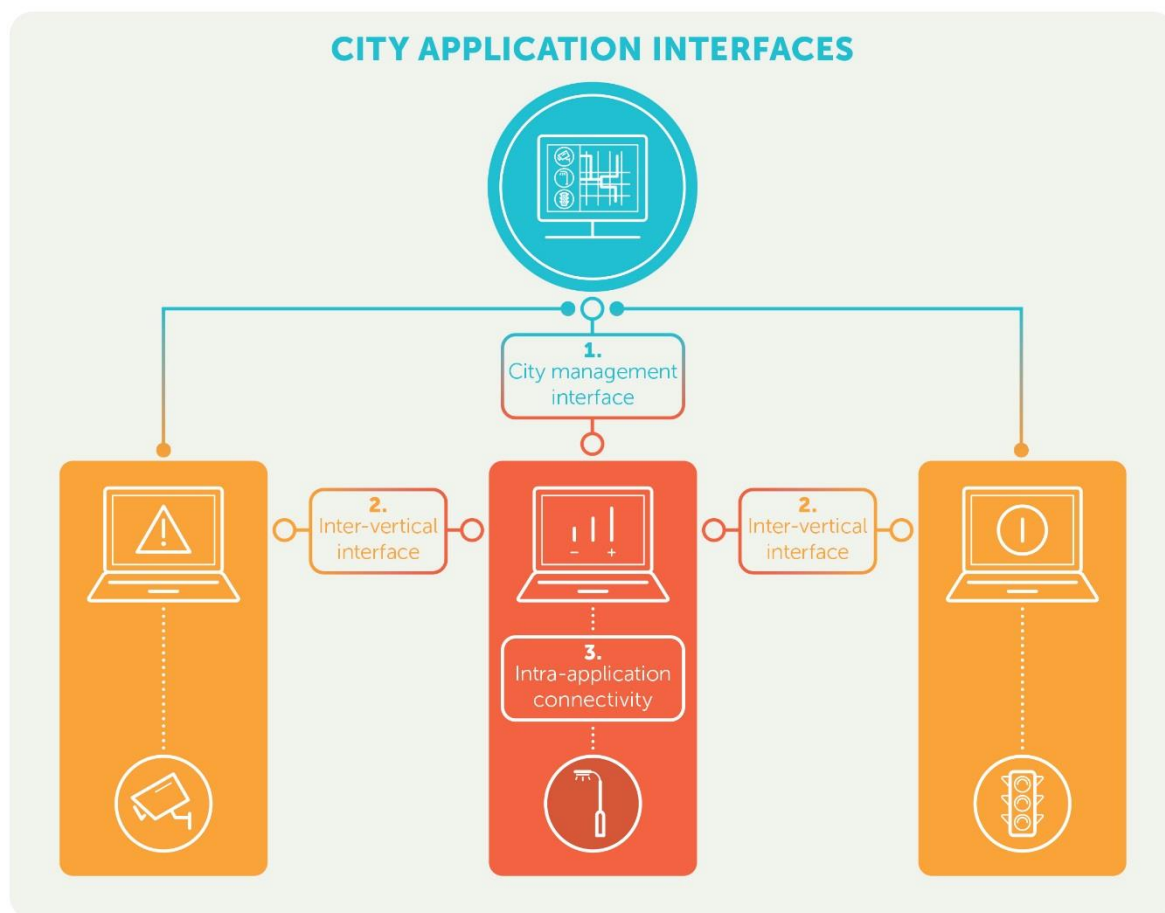 CITY APPLICATION INTERFACES
1.
City management
interface
2.
Inter-vertical
interface
2.
Inter-vertical
interface
- +
3.
Intra-application
connectivity